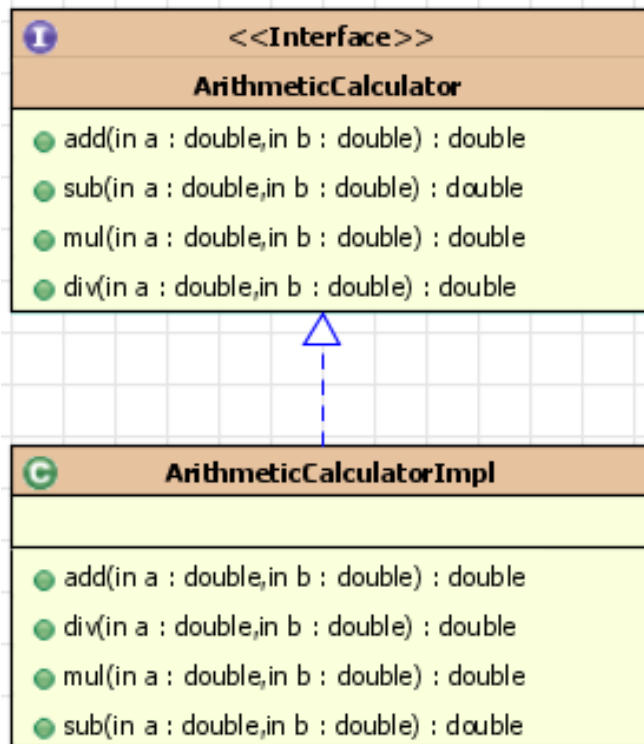 I
<<Interface>>
ArithmeticCalculator
add(in a : double,in b : double) : double
sub(in a : double,in b : double) : double
mul(in a : double,in b : double) : double
div(in a : double,in b : double) : double
C
ArithmeticCalculatorImpl
add(in a : double,in b : double) : double
div(in a : double,in b : double) : double
mul(in a : double,in b : double) : double
sub(in a : double,in b : double) : double